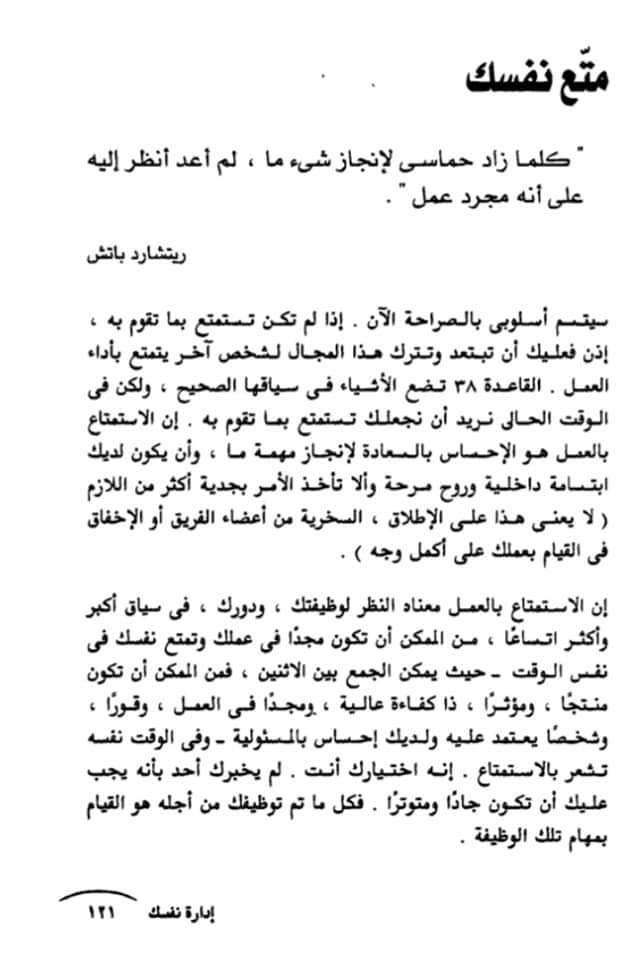 متّع نفسك
" كلما زاد حماسى لإنجاز شىء ما ، لم أعد أنظر إليه
على أنه مجرد عمل " .
ريتشارد باتش
سيتسم أسلوبى بالصراحة الآن . إذا لم تكن تستمتع بما تقوم به ،
إذن فعليك أن تبتعد وتترك هذا المجال لشخص آخر يتمتع بأداء
العمل . القاعدة ٣٨ تضع الأشياء فى سياقها الصحيح ، ولكن فى
الوقت الحالى نريد أن نجعلك تستمتع بما تقوم به . إن الاستمتاع
بالعمل هو الإحساس بالسعادة لإنجاز مهمة ما ، وأن يكون لديك
ابتسامة داخلية وروح مرحة وألا تأخذ الأمر بجدية أكثر من اللازم
( لا يعنى هذا على الإطلاق ، السخرية من أعضاء الفريق أو الإخفاق
فى القيام بعملك على أكمل وجه ) .
إن الاستمتاع بالعمل معناه النظر لوظيفتك ، ودورك ، فى سياق أكبر
وأكثر اتساعًا ، من الممكن أن تكون مجدًا فى عملك وتمتع نفسك فى
نفس الوقت ـ حيث يمكن الجمع بين الاثنين ، فمن الممكن أن تكون
منتجًا ، ومؤثرًا ، ذا كفاءة عالية ، ومجدًا فى العمل ، وقورًا ،
وشخصًا يعتمد عليه ولديك إحساس بالمسئولية ـ وفى الوقت نفسه
تشعر بالاستمتاع . إنه اختيارك أنت . لم يخبرك أحد بأنه يجب
عليك أن تكون جادًا ومتوترًا . فكل ما تم توظيفك من أجله هو القيام
بمهام تلك الوظيفة .
إدارة نفسك ١٢١